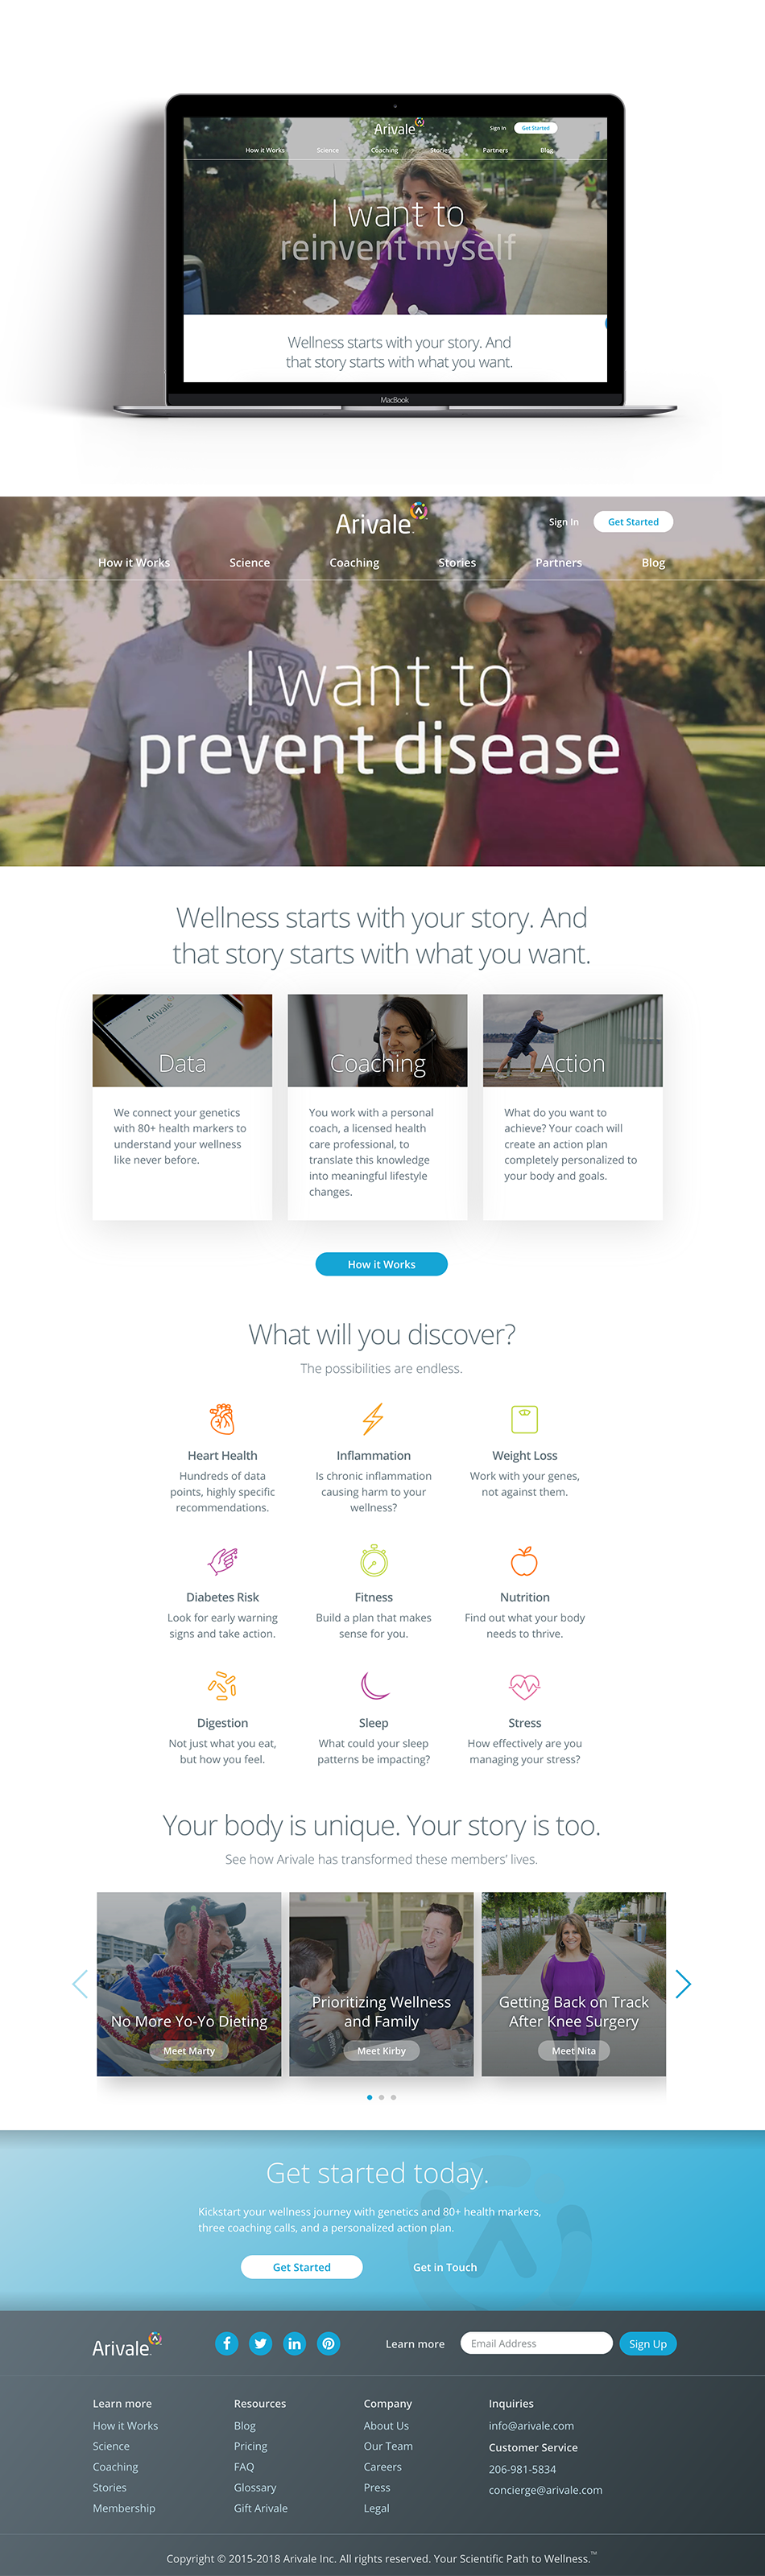 Arivale
Sign In
Get Started
How it Works
Science
Coaching
Stories
Partners
Blog
I want to
reinvent myself
Wellness starts with your story. And
that story starts with what you want.
MacBook
Arivale
Sign In
Get Started
How it Works
Science
Coaching
Stories
Partners
Blog
I want to
prevent disease
Wellness starts with your story. And
that story starts with what you want.
Arivale
Data
We connect your genetics
with 80+ health markers to
understand your wellness
like never before.
Coaching
You work with a personal
coach, a licensed health
care professional, to
translate this knowledge
into meaningful lifestyle
changes.
Action
What do you want to
achieve? Your coach will
create an action plan
completely personalized to
your body and goals.
How it Works
What will you discover?
The possibilities are endless.
Heart Health
Hundreds of data
points, highly specific
recommendations.
Inflammation
Is chronic inflammation
causing harm to your
wellness?
Weight Loss
Work with your genes,
not against them.
Diabetes Risk
Look for early warning
signs and take action.
Fitness
Build a plan that makes
sense for you.
Nutrition
Find out what your body
needs to thrive.
Digestion
Not just what you eat,
but how you feel.
Sleep
What could your sleep
patterns be impacting?
Stress
How effectively are you
managing your stress?
Your body is unique. Your story is too.
See how Arivale has transformed these members' lives.
No More Yo-Yo Dieting
Meet Marty
Prioritizing Wellness
and Family
Meet Kirby
Getting Back on Track
After Knee Surgery
Meet Nita
Get started today.
Kickstart your wellness journey with genetics and 80+ health markers,
three coaching calls, and a personalized action plan.
Get Started
Get in Touch
Arivale
Learn more
Email Address
Sign Up
Learn more
How it Works
Science
Coaching
Stories
Membership
Resources
Blog
Pricing
FAQ
Glossary
Gift Arivale
Company
About Us
Our Team
Careers
Press
Legal
Inquiries
info@arivale.com
Customer Service
206-981-5834
concierge@arivale.com
Copyright © 2015-2018 Arivale Inc. All rights reserved. Your Scientific Path to Wellness.™